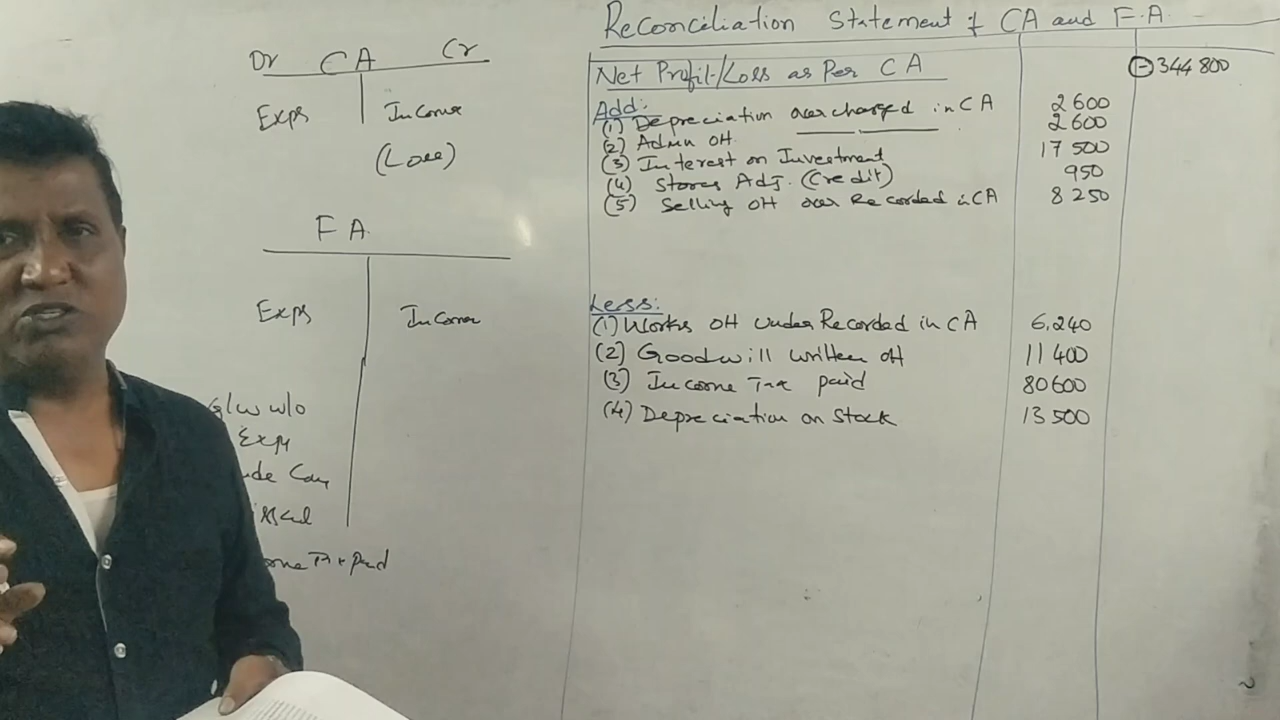 Reconciliation Statement of CA and F.A
Dr CA Cr
Exps Income
(Loss)
FA
Exps Income
w/o
Exp
Net Profit/Loss as Per CA (-) 344 800
Add:
(1) Depreciation overcharged in CA 2600
(2) Admn OH 2600
(3) Interest on Investment 17 500
(4) Stores Adj. (Credit) 950
(5) Selling OH over Recorded in CA 8 250
Less:
(1) Works OH Under Recorded in CA 6,240
(2) Goodwill written off 11 400
(3) Income Tax paid 80600
(4) Depreciation on Stock 13 500